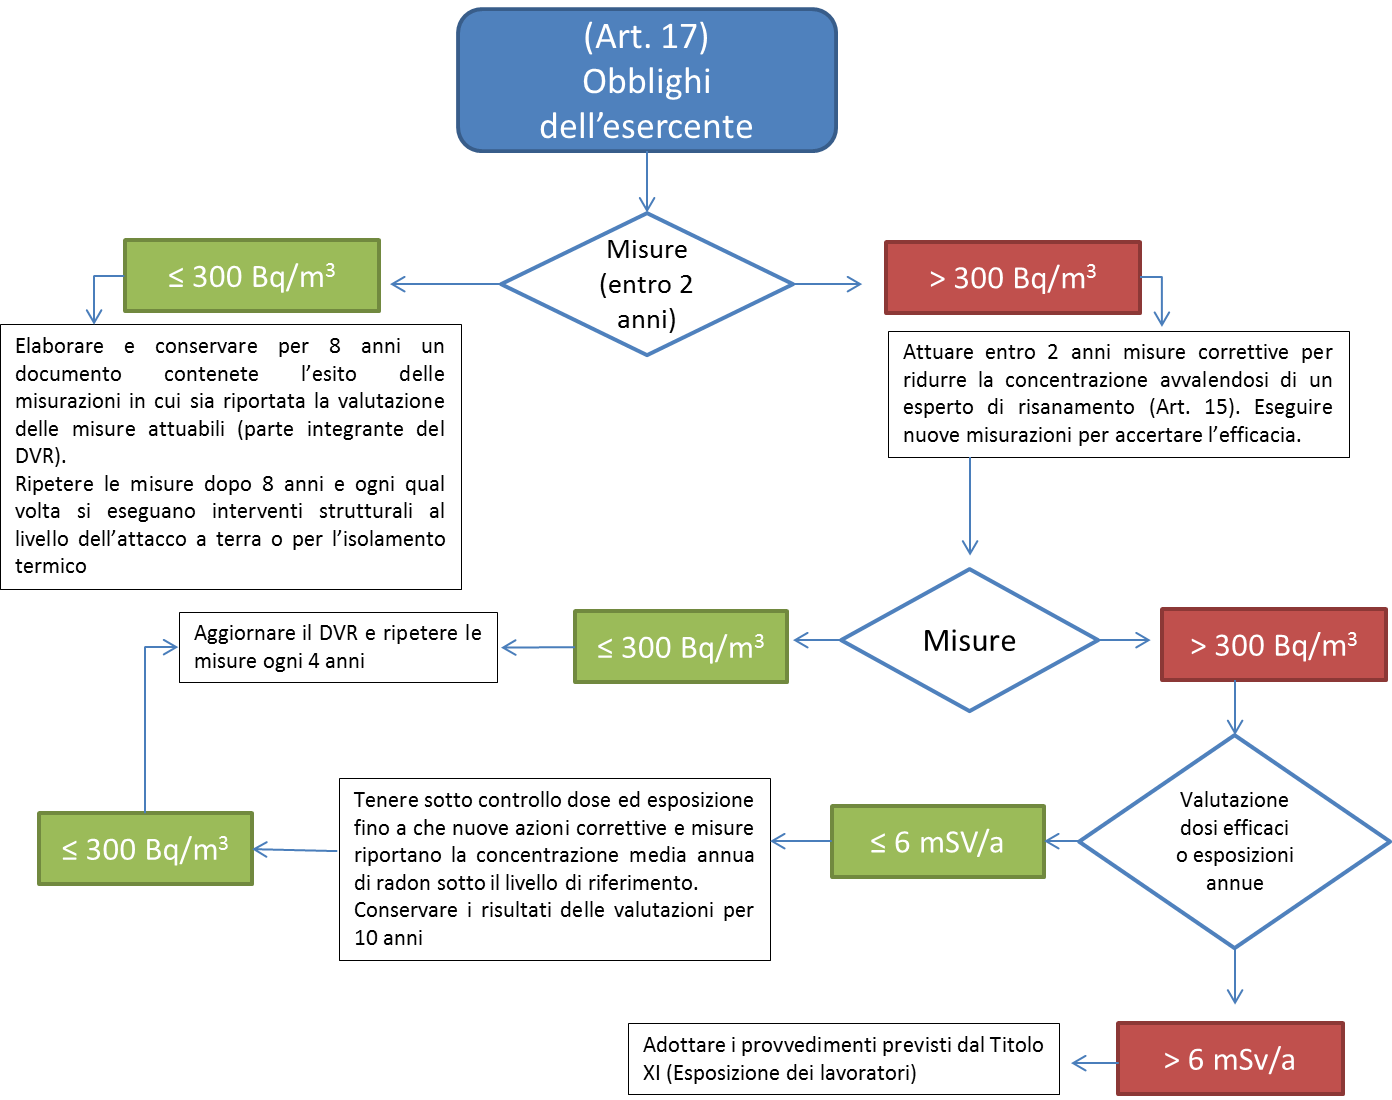 (Art. 17)
Obblighi
dell’esercente
Misure
(entro 2
anni)
≤ 300 Bq/m³
> 300 Bq/m³
Elaborare e conservare per 8 anni un
documento contenete l’esito delle
misurazioni in cui sia riportata la valutazione
delle misure attuabili (parte integrante del
DVR).
Ripetere le misure dopo 8 anni e ogni qual
volta si eseguano interventi strutturali al
livello dell’attacco a terra o per l’isolamento
termico
Attuare entro 2 anni misure correttive per
ridurre la concentrazione avvalendosi di un
esperto di risanamento (Art. 15). Eseguire
nuove misurazioni per accertare l’efficacia.
Aggiornare il DVR e ripetere le
misure ogni 4 anni
≤ 300 Bq/m³
Misure
> 300 Bq/m³
≤ 300 Bq/m³
Tenere sotto controllo dose ed esposizione
fino a che nuove azioni correttive e misure
riportano la concentrazione media annua
di radon sotto il livello di riferimento.
Conservare i risultati delle valutazioni per
10 anni
≤ 6 mSV/a
Valutazione
dosi efficaci
o esposizioni
annue
Adottare i provvedimenti previsti dal Titolo
XI (Esposizione dei lavoratori)
> 6 mSv/a